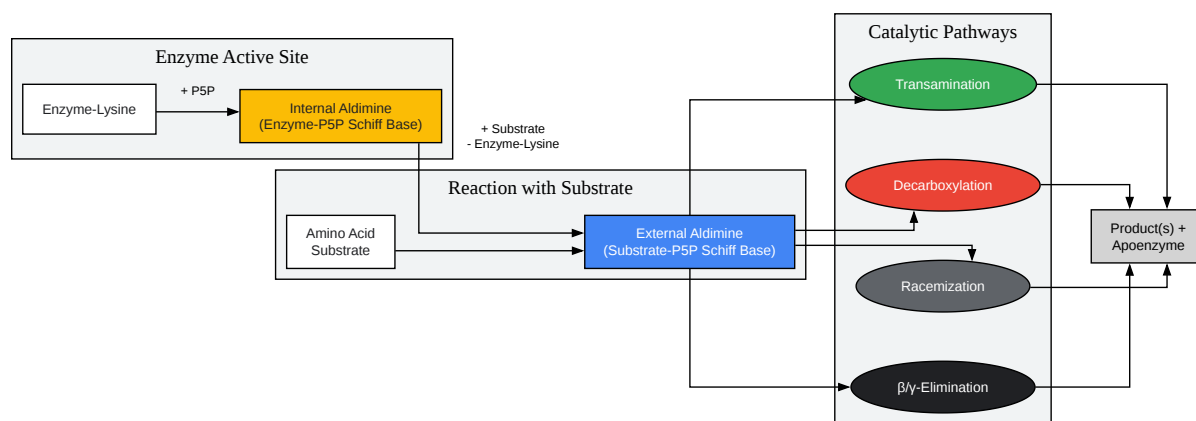 Enzyme Active Site
Enzyme-Lysine
+ P5P
Internal Aldimine
(Enzyme-P5P Schiff Base)
+ Substrate
- Enzyme-Lysine
Reaction with Substrate
Amino Acid
Substrate
External Aldimine
(Substrate-P5P Schiff Base)
Catalytic Pathways
Transamination
Decarboxylation
Racemization
β/γ-Elimination
Product(s) +
Apoenzyme